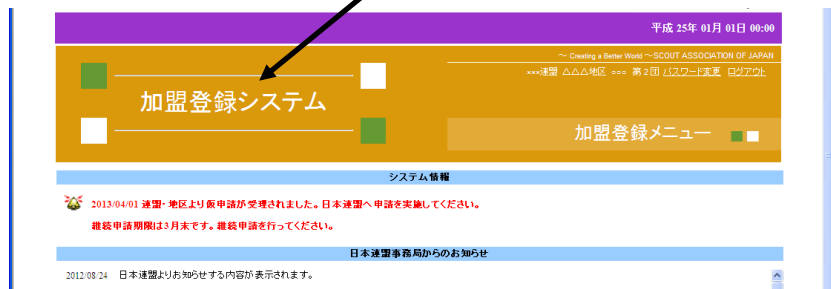 平成 25年 01月 01日 00:00
～ Creating a Better World ～SCOUT ASSOCIATION OF JAPAN
×××連盟 △△△地区 ○○○ 第2団 パスワード変更 ログアウト
加盟登録システム
加盟登録メニュー
システム情報
2013/04/01 連盟・地区より仮申請が受理されました。日本連盟へ申請を実施してください。
継続申請期限は3月末です。継続申請を行ってください。
日本連盟事務局からのお知らせ
2012/08/24 日本連盟よりお知らせする内容が表示されます。